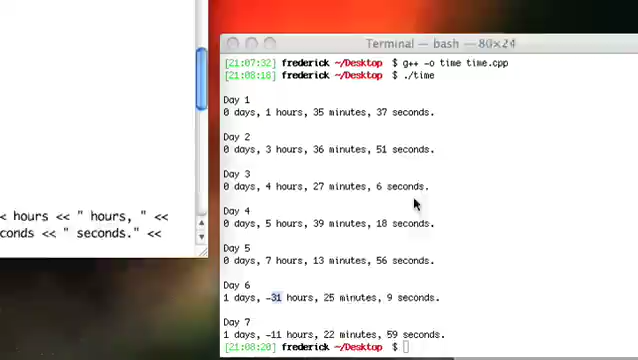 Terminal — bash — 80×24
[21:07:32] frederick ~/Desktop $ g++ -o time time.cpp
[21:08:18] frederick ~/Desktop $ ./time
Day 1
0 days, 1 hours, 35 minutes, 37 seconds.
Day 2
0 days, 3 hours, 36 minutes, 51 seconds.
Day 3
0 days, 4 hours, 27 minutes, 6 seconds.
Day 4
0 days, 5 hours, 39 minutes, 18 seconds.
Day 5
0 days, 7 hours, 13 minutes, 56 seconds.
Day 6
1 days, -31 hours, 25 minutes, 9 seconds.
Day 7
1 days, -11 hours, 22 minutes, 59 seconds.
[21:08:20] frederick ~/Desktop $
< hours << " hours, " <<
conds << " seconds." <<